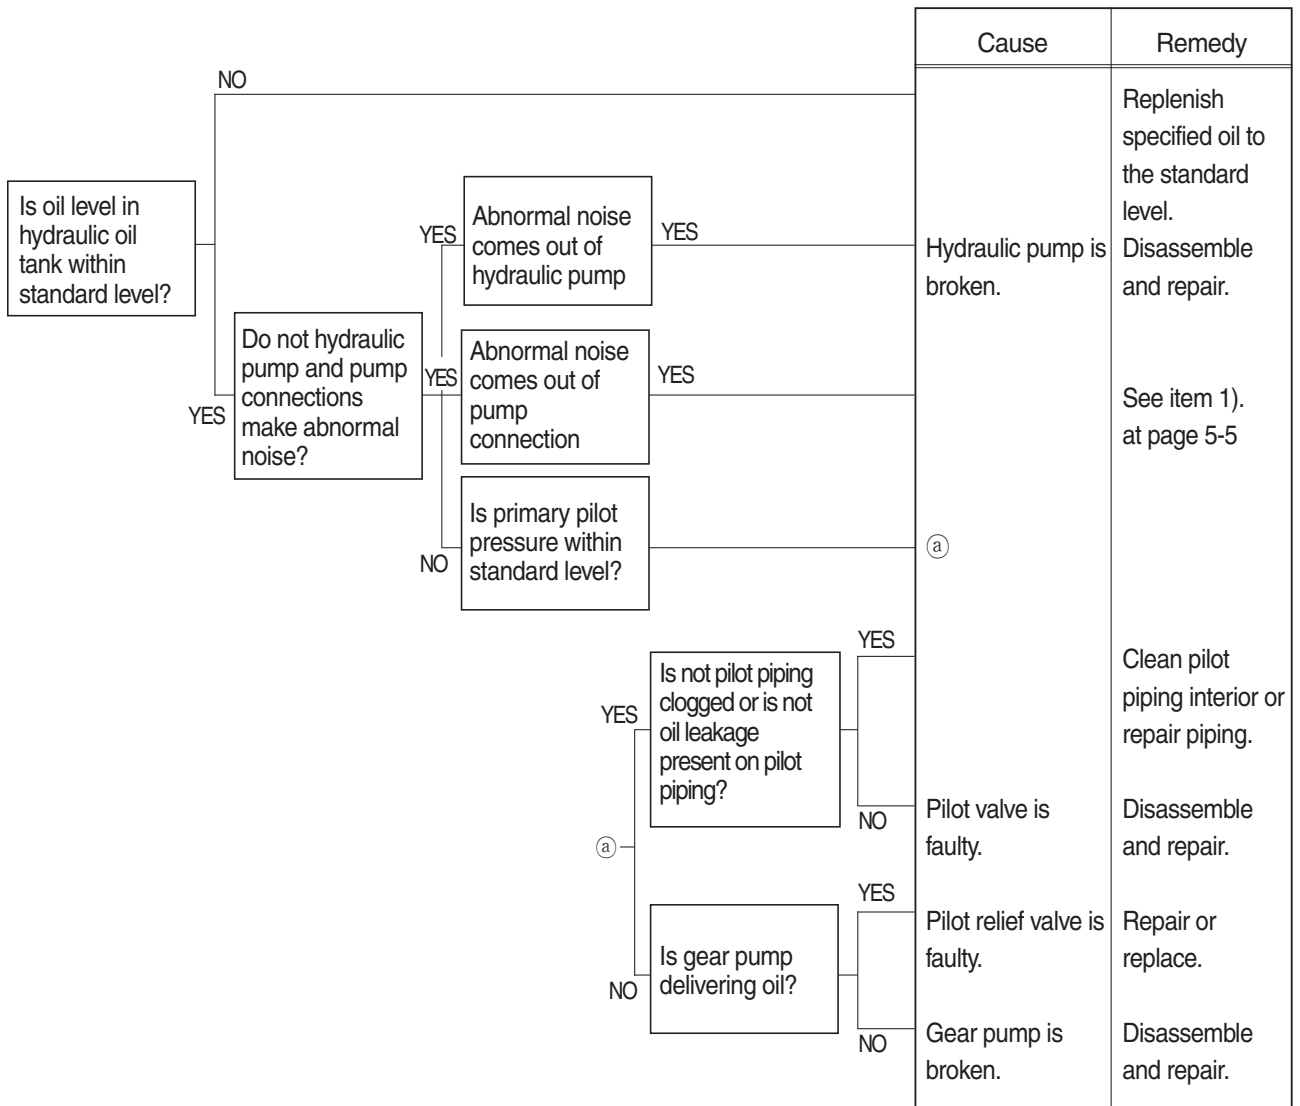 Cause
Remedy
NO
Replenish
specified oil to
the standard
level.
Is oil level in
hydraulic oil
tank within
standard level?
YES
Abnormal noise
comes out of
hydraulic pump
YES
Hydraulic pump is
broken.
Disassemble
and repair.
YES
Do not hydraulic
pump and pump
connections
make abnormal
noise?
YES
Abnormal noise
comes out of
pump
connection
YES
See item 1).
at page 5-5
NO
Is primary pilot
pressure within
standard level?
ⓐ
ⓐ
YES
Is not pilot piping
clogged or is not
oil leakage
present on pilot
piping?
YES
Clean pilot
piping interior or
repair piping.
NO
Pilot valve is
faulty.
Disassemble
and repair.
NO
Is gear pump
delivering oil?
YES
Pilot relief valve is
faulty.
Repair or
replace.
NO
Gear pump is
broken.
Disassemble
and repair.